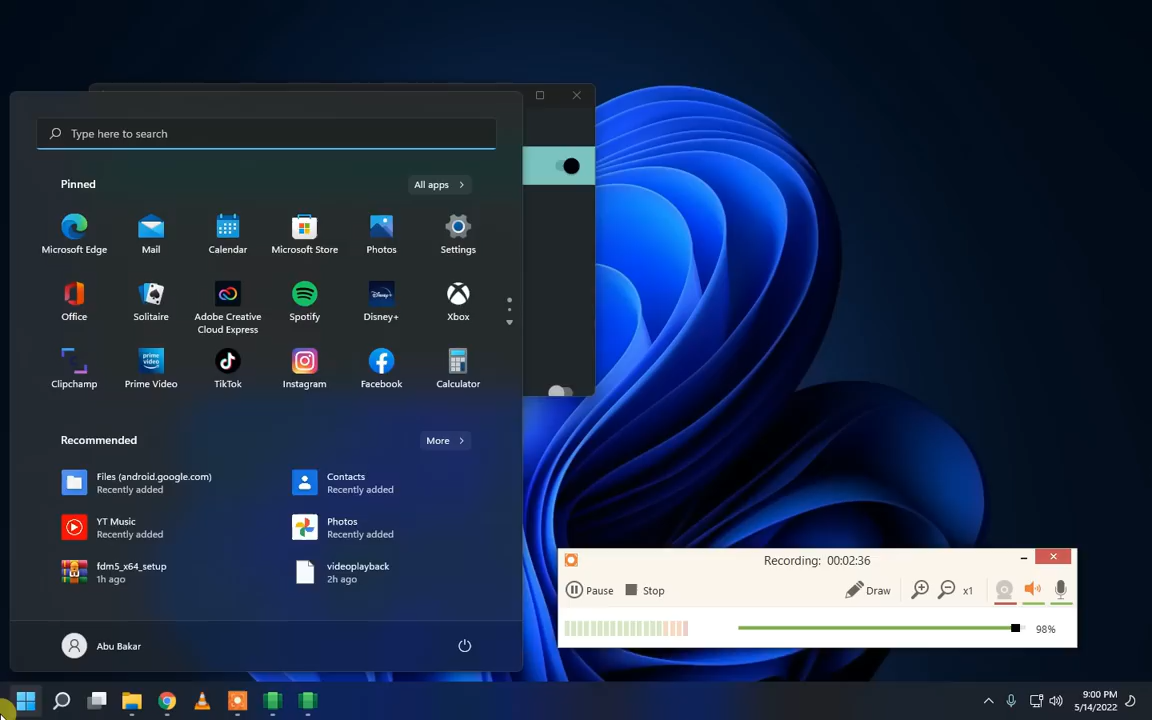 Type here to search
Pinned
All apps
Microsoft Edge
Mail
Calendar
Microsoft Store
Photos
Settings
Office
Solitaire
Adobe Creative
Cloud Express
Spotify
Disney+
Xbox
Clipchamp
prime
video
Prime Video
TikTok
Instagram
Facebook
Calculator
Recommended
More
Files (android.google.com)
Recently added
Contacts
Recently added
YT Music
Recently added
Photos
Recently added
fdm5_x64_setup
1h ago
videoplayback
2h ago
Abu Bakar
Recording: 00:02:36
Pause
Stop
Draw
x1
98%
9:00 PM
5/14/2022